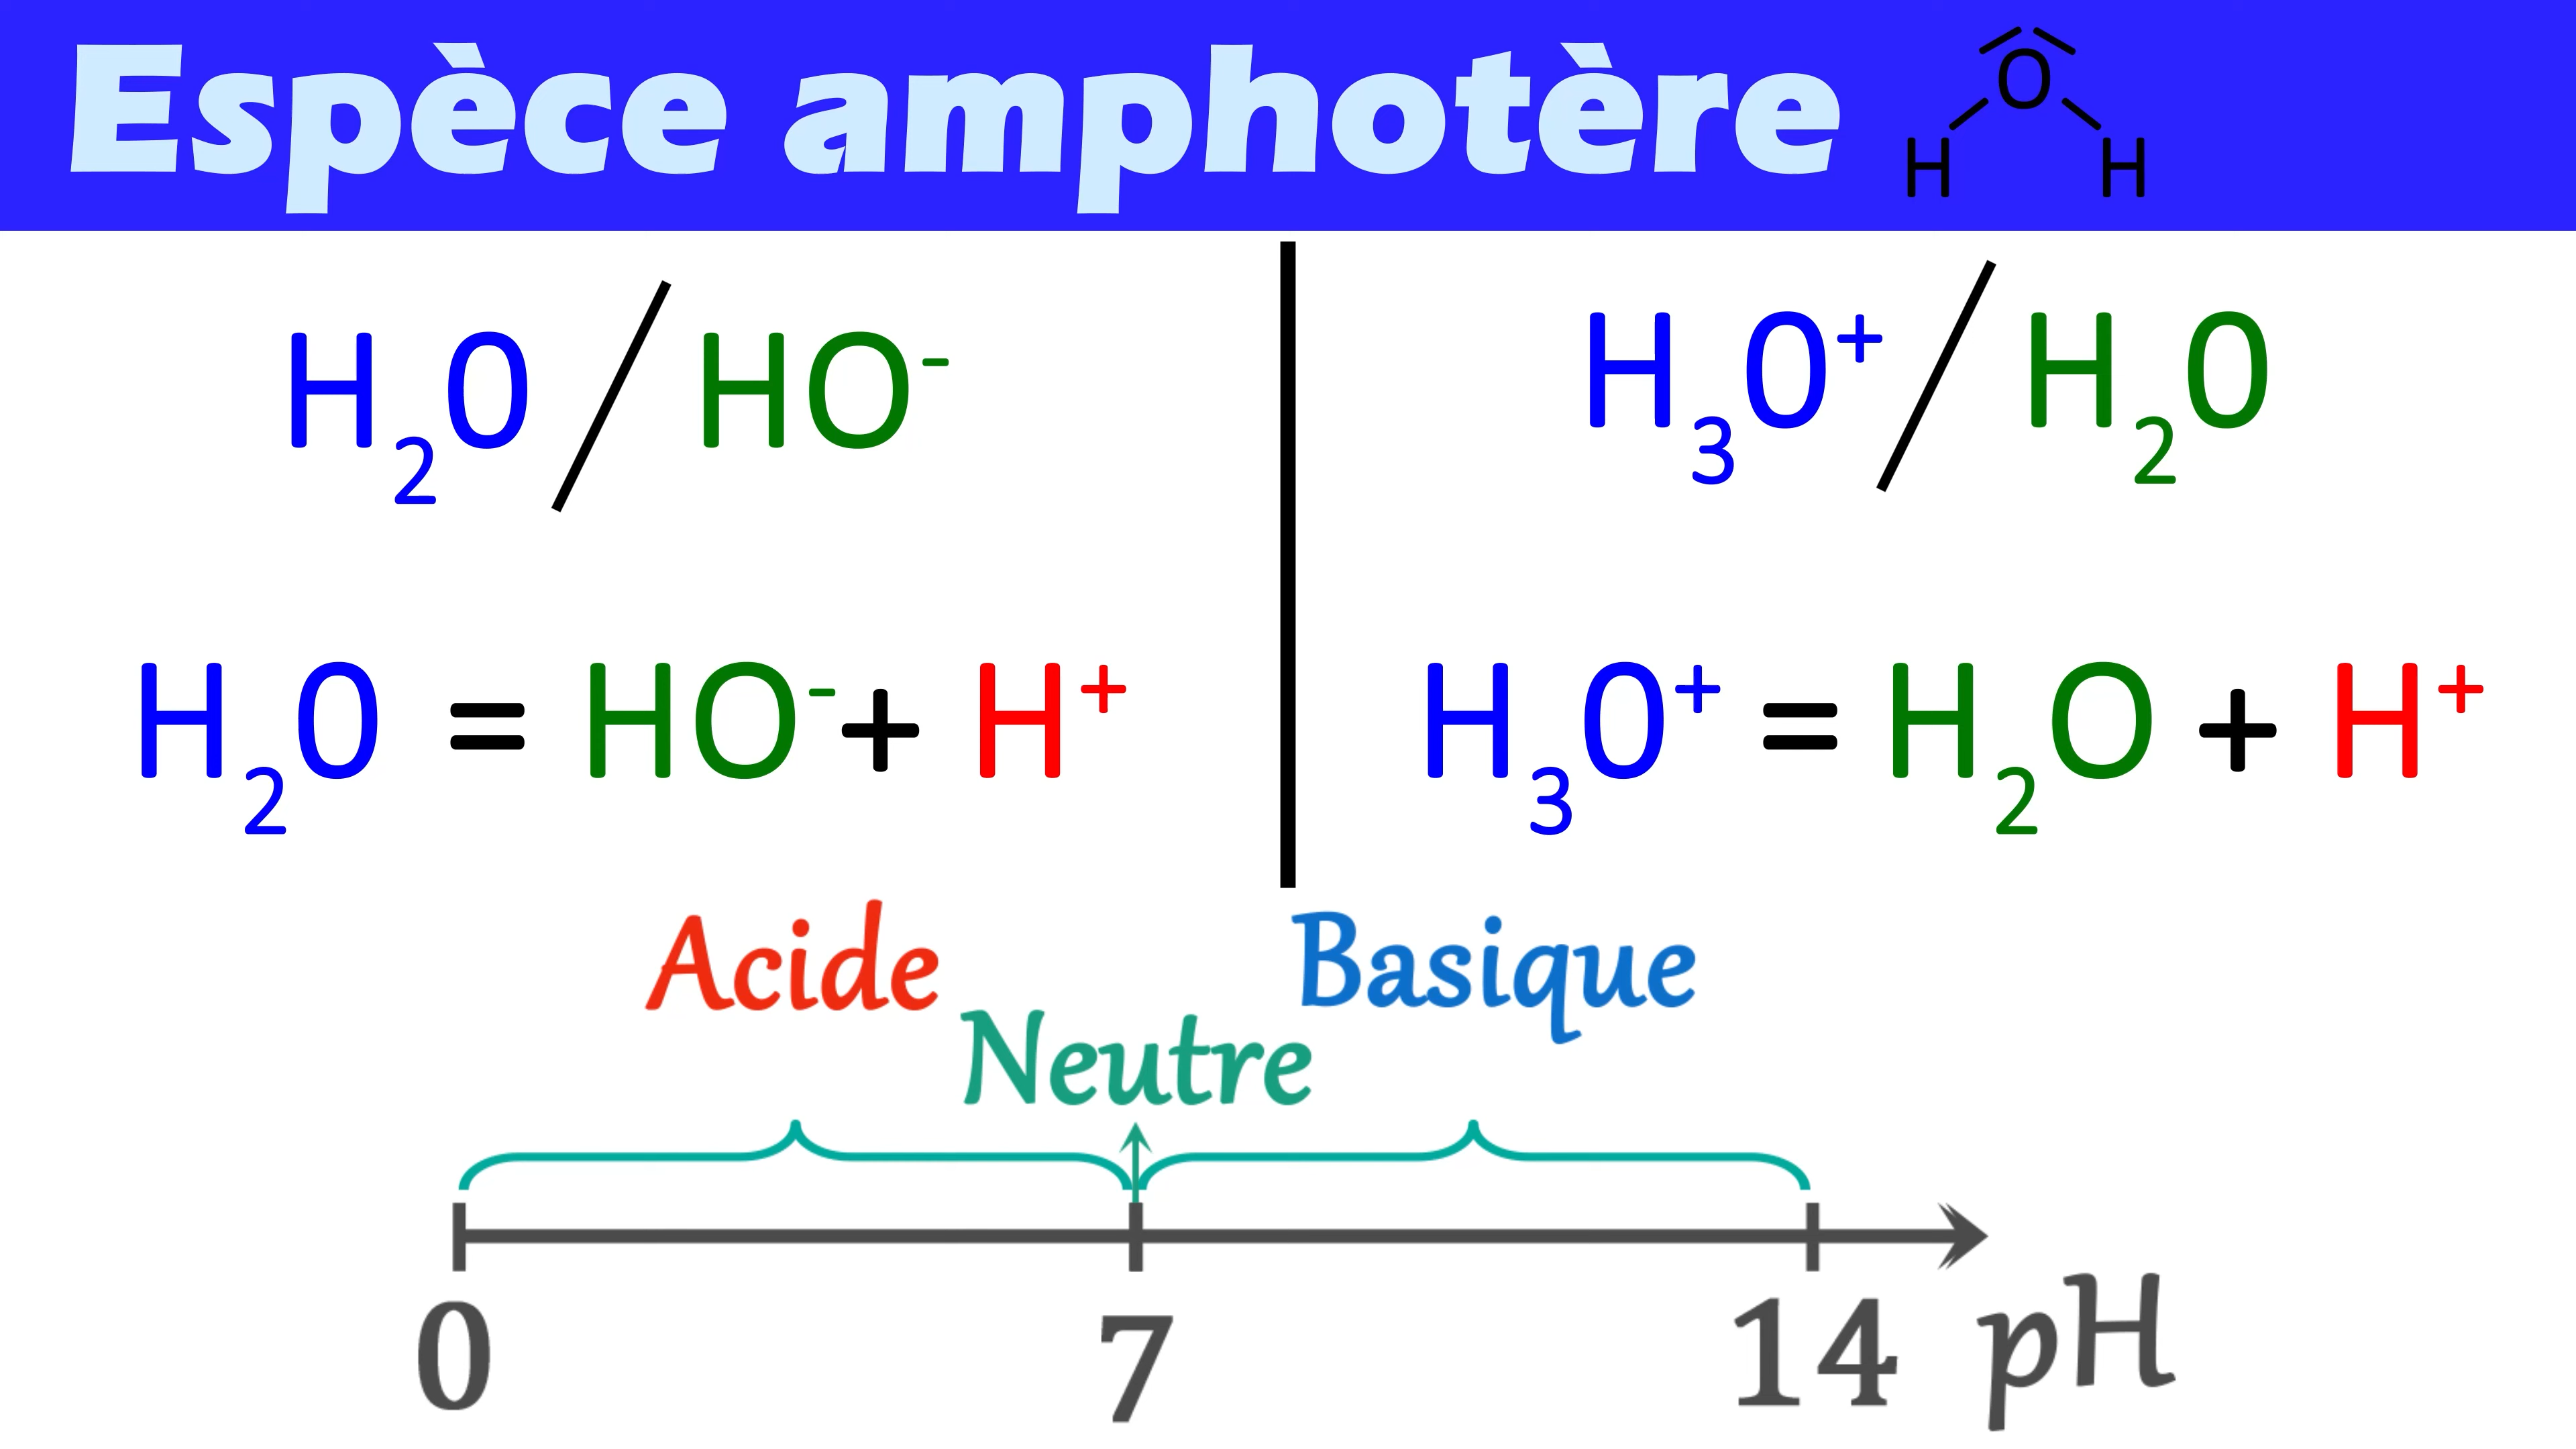 Espèce amphotère
O
H H
H₂O / HO⁻
H₃O⁺ / H₂O
H₂O = HO⁻ + H⁺
H₃O⁺ = H₂O + H⁺
Acide
Basique
Neutre
0 7 14 pH